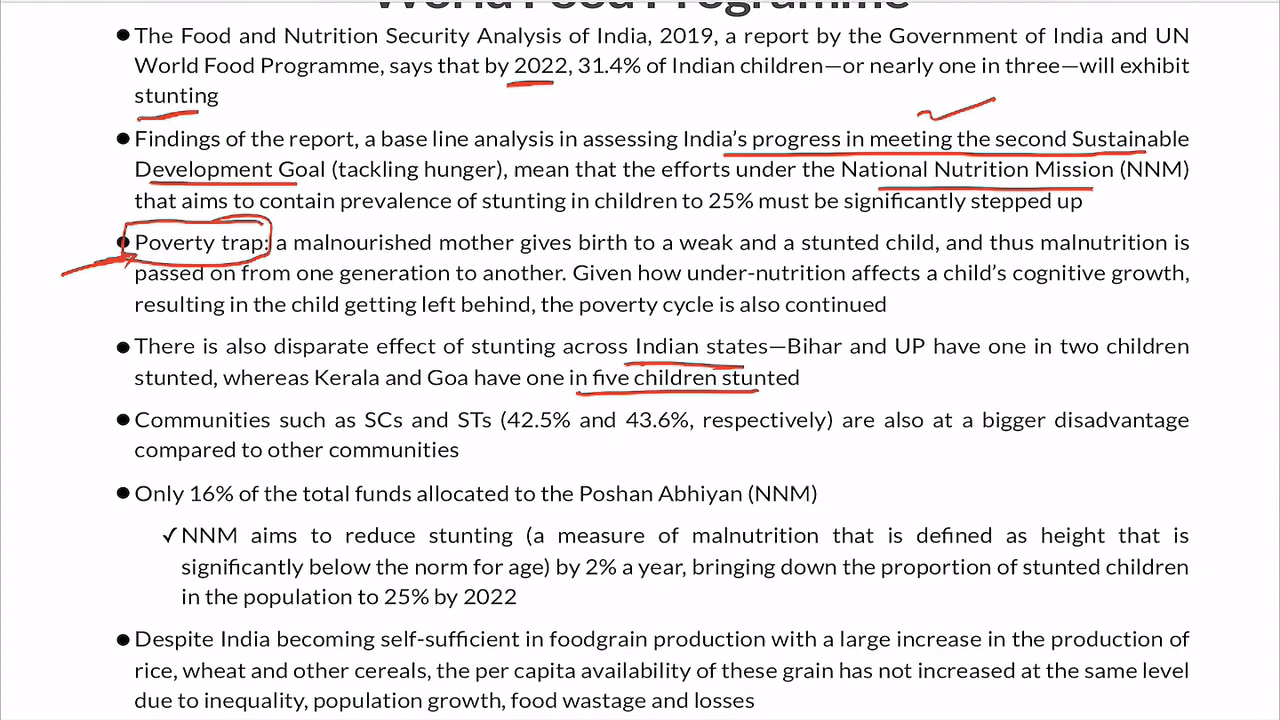 World Food Programme
● The Food and Nutrition Security Analysis of India, 2019, a report by the Government of India and UN
World Food Programme, says that by 2022, 31.4% of Indian children—or nearly one in three—will exhibit
stunting
● Findings of the report, a base line analysis in assessing India's progress in meeting the second Sustainable
Development Goal (tackling hunger), mean that the efforts under the National Nutrition Mission (NNM)
that aims to contain prevalence of stunting in children to 25% must be significantly stepped up
● Poverty trap: a malnourished mother gives birth to a weak and a stunted child, and thus malnutrition is
passed on from one generation to another. Given how under-nutrition affects a child's cognitive growth,
resulting in the child getting left behind, the poverty cycle is also continued
● There is also disparate effect of stunting across Indian states—Bihar and UP have one in two children
stunted, whereas Kerala and Goa have one in five children stunted
● Communities such as SCs and STs (42.5% and 43.6%, respectively) are also at a bigger disadvantage
compared to other communities
● Only 16% of the total funds allocated to the Poshan Abhiyan (NNM)
✓ NNM aims to reduce stunting (a measure of malnutrition that is defined as height that is
significantly below the norm for age) by 2% a year, bringing down the proportion of stunted children
in the population to 25% by 2022
● Despite India becoming self-sufficient in foodgrain production with a large increase in the production of
rice, wheat and other cereals, the per capita availability of these grain has not increased at the same level
due to inequality, population growth, food wastage and losses